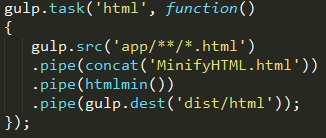 gulp.task('html', function()
{
    gulp.src('app/**/*.html')
    .pipe(concat('MinifyHTML.html'))
    .pipe(htmlmin())
    .pipe(gulp.dest('dist/html'));
});